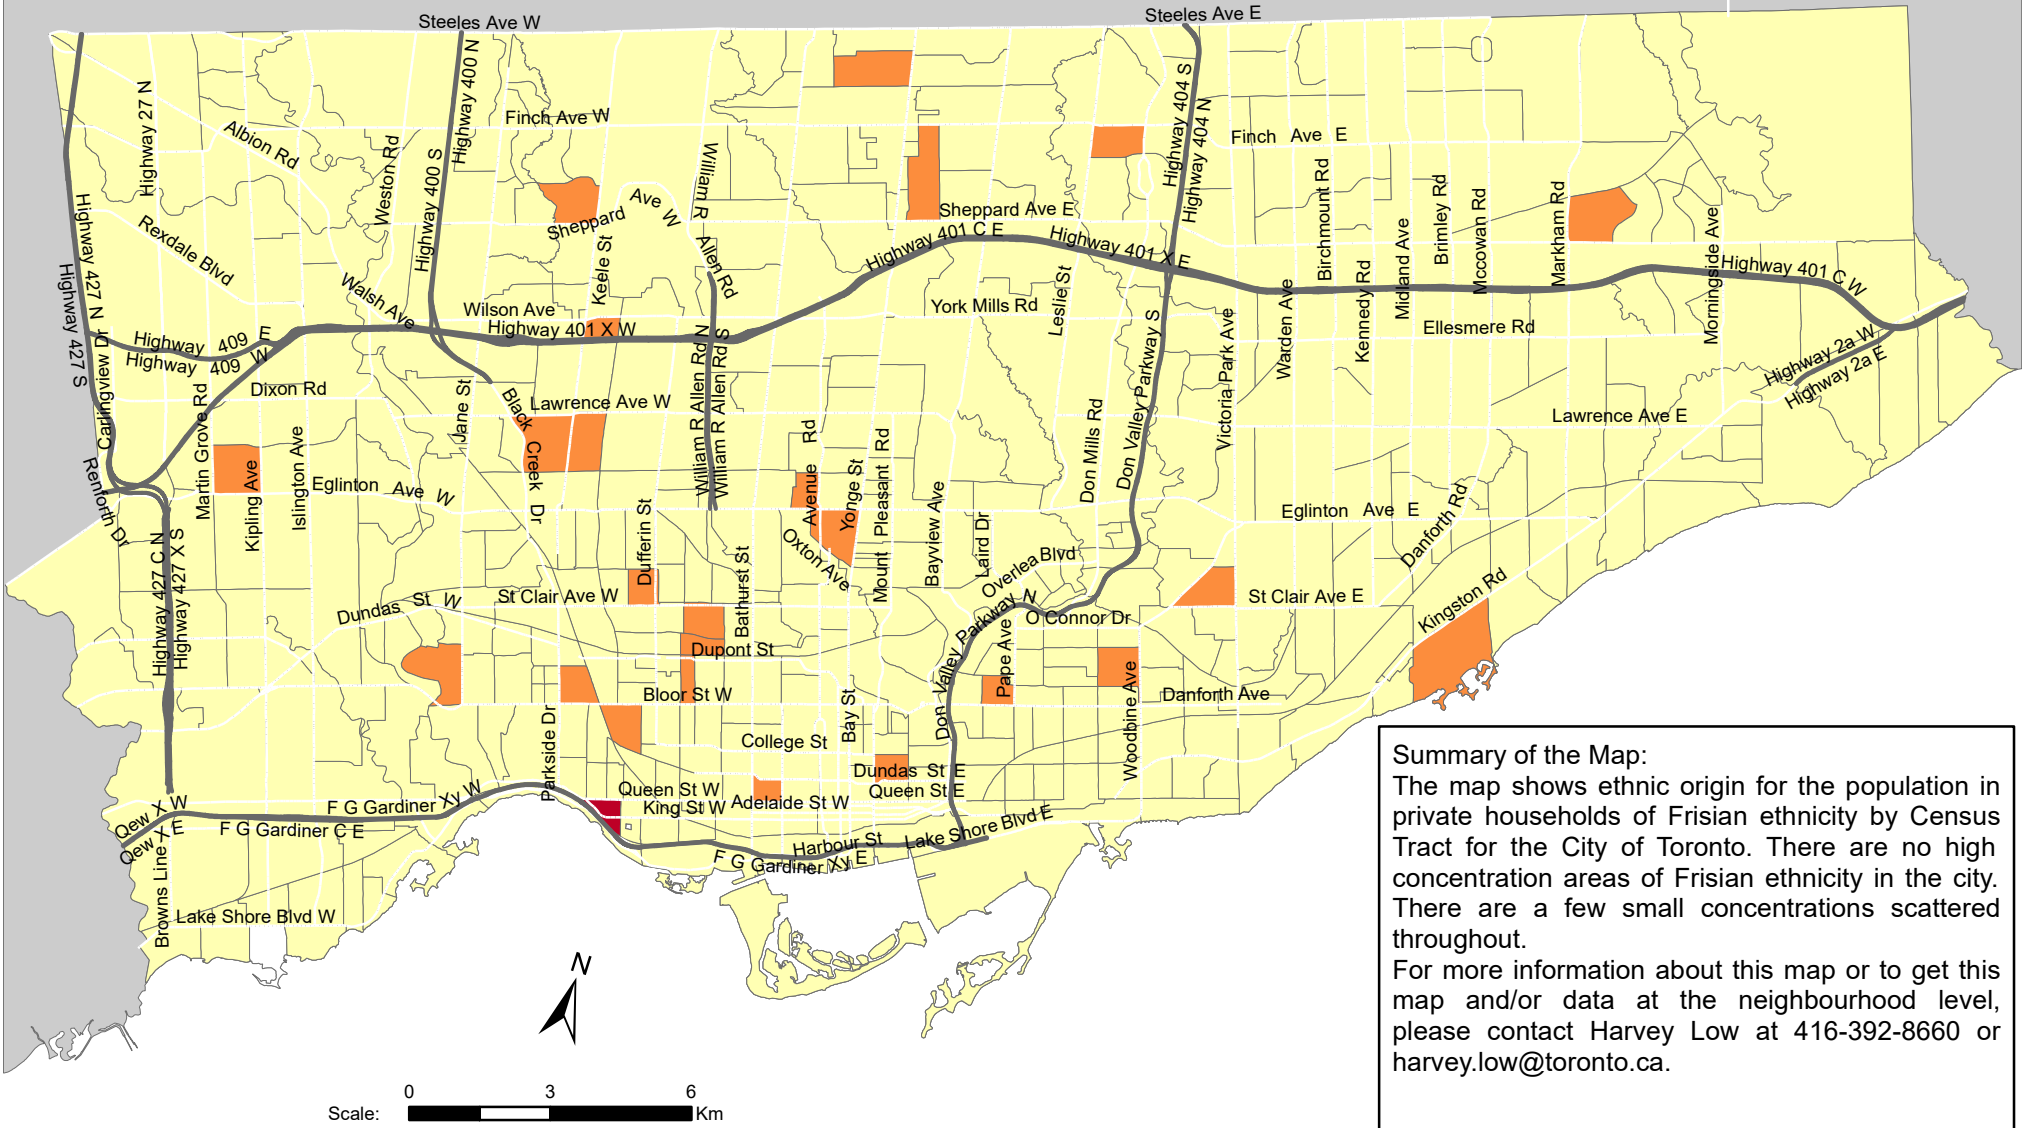 Steeles Ave W
Steeles Ave E
Highway 27 N
Albion Rd
Weston Rd
Highway 400 N
Highway 400 S
Finch Ave W
William R Allen Rd
Highway 404 S
Highway 404 N
Finch Ave E
Highway 427 N
Highway 427 S
Rexdale Blvd
Sheppard Ave W
Keele St
Sheppard Ave E
Highway 401 C E
Highway 401 X E
Birchmount Rd
Midland Ave
Brimley Rd
Mccowan Rd
Markham Rd
Morningside Ave
Highway 401 C W
Walsh Ave
Wilson Ave
Highway 401 X W
York Mills Rd
Leslie St
Ellesmere Rd
Kennedy Rd
Warden Ave
Victoria Park Ave
Highway 409 E
Highway 409 W
Carlingview Dr
Dixon Rd
Martin Grove Rd
Jane St
Black Creek Dr
Lawrence Ave W
William R Allen Rd N
William R Allen Rd S
Highway 2a W
Highway 2a E
Lawrence Ave E
Renforth Dr
Kipling Ave
Islington Ave
Eglinton Ave W
Avenue Rd
Yonge St
Mount Pleasant Rd
Bayview Ave
Laird Dr
Don Mills Rd
Don Valley Parkway S
Eglinton Ave E
Danforth Rd
Highway 427 C N
Highway 427 X S
Dufferin St
Bathurst St
Oxton Ave
Overlea Blvd
Dundas St W
St Clair Ave W
St Clair Ave E
O Connor Dr
Kingston Rd
Don Valley Parkway N
Pape Ave
Dupont St
Bloor St W
Danforth Ave
Woodbine Ave
Parkside Dr
Bay St
College St
Dundas St E
Queen St E
Queen St W
King St W
Adelaide St W
Qew X W
Qew X E
F G Gardiner Xy W
F G Gardiner C E
Harbour St
Lake Shore Blvd E
F G Gardiner Xy E
Browns Line
Lake Shore Blvd W
N
Scale:
0 3 6
Km
Summary of the Map:
The map shows ethnic origin for the population in
private households of Frisian ethnicity by Census
Tract for the City of Toronto. There are no high
concentration areas of Frisian ethnicity in the city.
There are a few small concentrations scattered
throughout.
For more information about this map or to get this
map and/or data at the neighbourhood level,
please contact Harvey Low at 416-392-8660 or
harvey.low@toronto.ca.